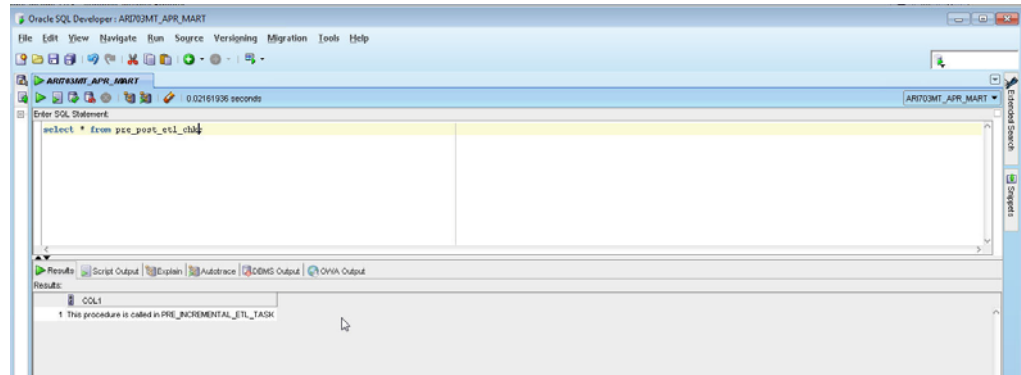 Oracle SQL Developer : ARI703MT_APR_MART
File Edit View Navigate Run Source Versioning Migration Tools Help
ARI703MT_APR_MART
0.02161936 seconds
ARI703MT_APR_MART
Enter SQL Statement:
select * from pre_post_etl_chk
Results Script Output Explain Autotrace DBMS Output OWA Output
Results:
COL1
1 This procedure is called in PRE_INCREMENTAL_ETL_TASK
Extended Search
Snippets